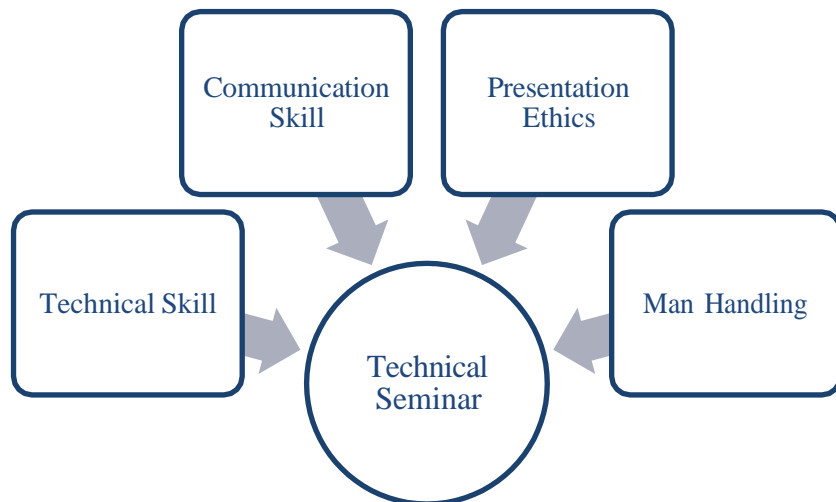 Communication
Skill
Presentation
Ethics
Technical Skill
Man Handling
Technical
Seminar